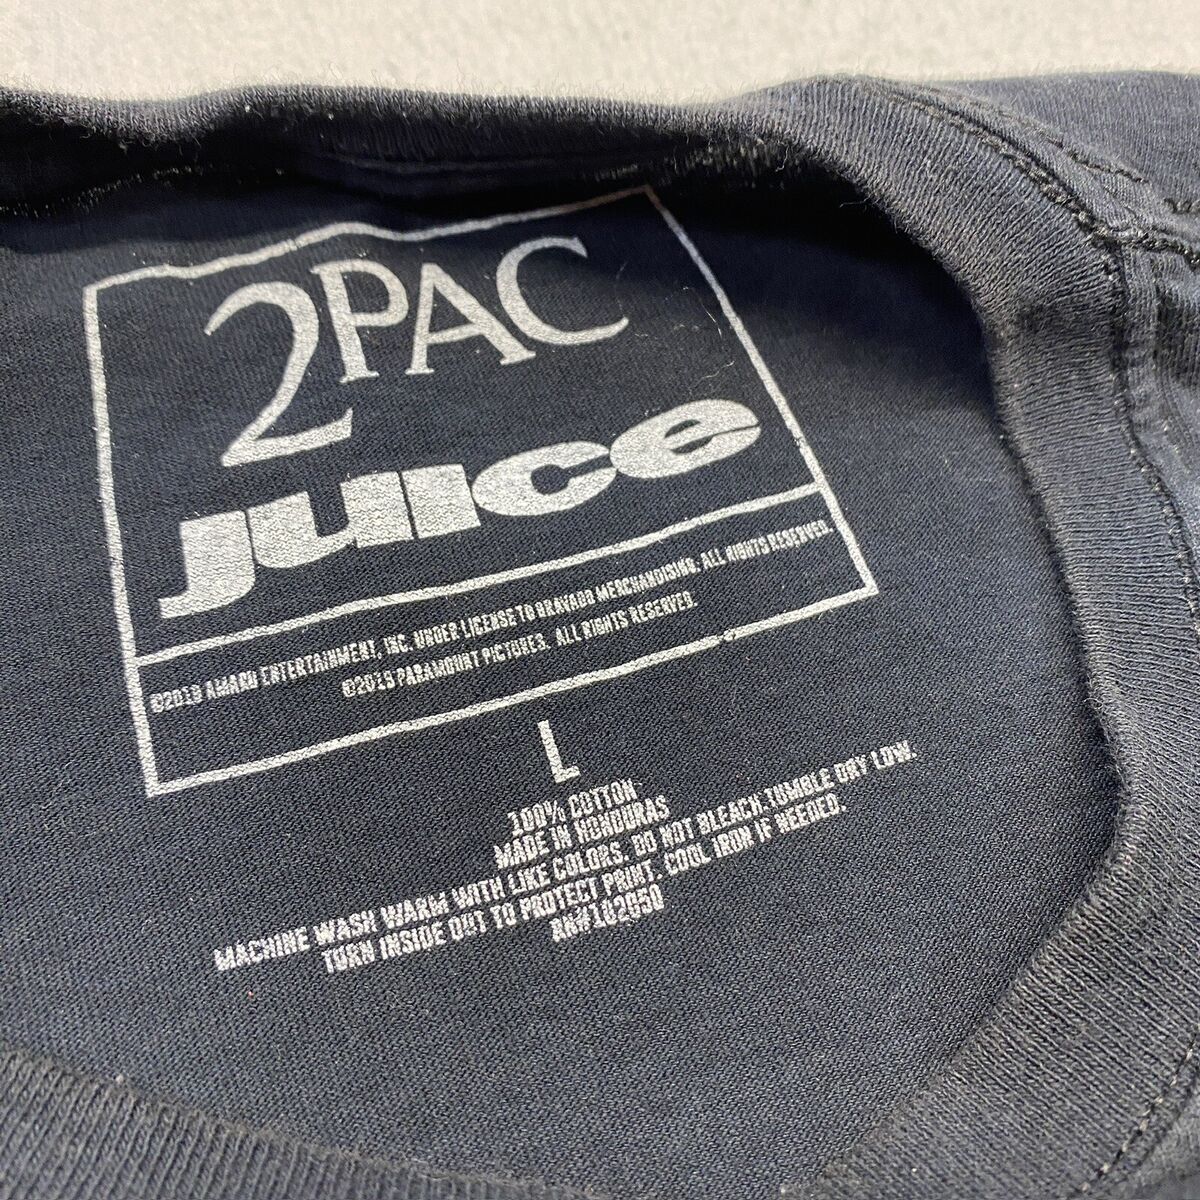 2PAC
juice
©2019 AMARU ENTERTAINMENT, INC. UNDER LICENSE TO BRAVADO MERCHANDISING. ALL RIGHTS RESERVED.
©2019 PARAMOUNT PICTURES. ALL RIGHTS RESERVED.
L
100% COTTON
MADE IN HONDURAS
MACHINE WASH WARM WITH LIKE COLORS. DO NOT BLEACH.TUMBLE DRY LOW.
TURN INSIDE OUT TO PROTECT PRINT. COOL IRON IF NEEDED.